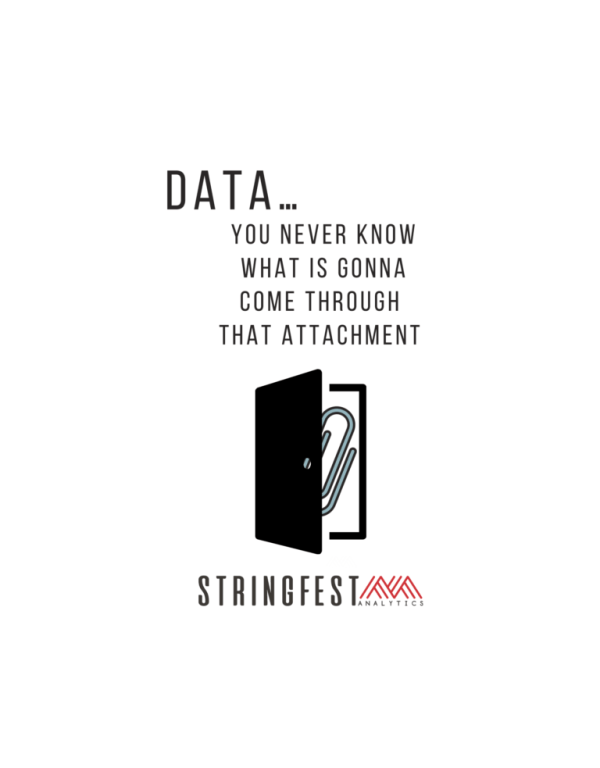 DATA...
YOU NEVER KNOW
WHAT IS GONNA
COME THROUGH
THAT ATTACHMENT
STRINGFEST
ANALYTICS